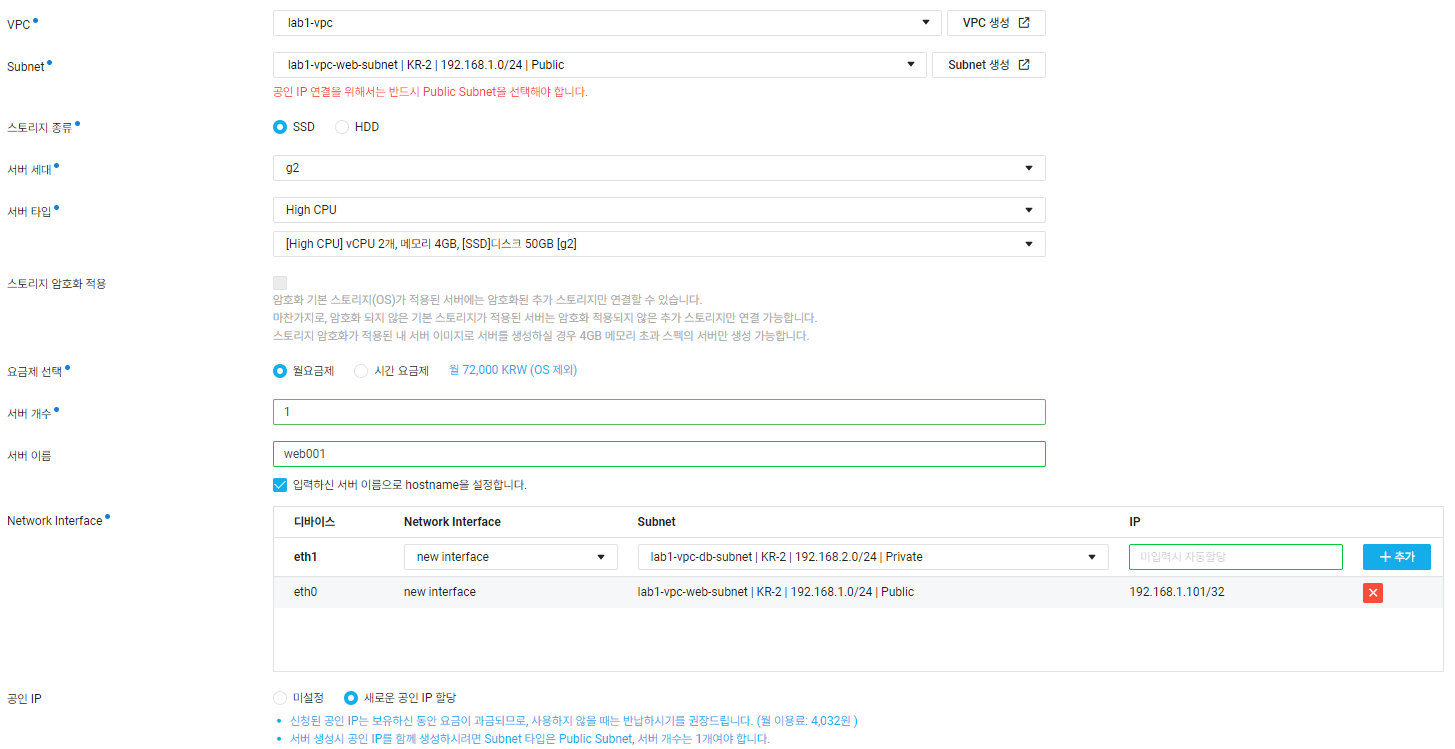 VPC lab1-vpc VPC 생성
Subnet lab1-vpc-web-subnet | KR-2 | 192.168.1.0/24 | Public Subnet 생성
공인 IP 연결을 위해서는 반드시 Public Subnet을 선택해야 합니다.
스토리지 종류 SSD HDD
서버 세대 g2
서버 타입 High CPU
[High CPU] vCPU 2개, 메모리 4GB, [SSD]디스크 50GB [g2]
스토리지 암호화 적용
암호화 기본 스토리지(OS)가 적용된 서버에는 암호화된 추가 스토리지만 연결할 수 있습니다.
마찬가지로, 암호화 되지 않은 기본 스토리지가 적용된 서버는 암호화 적용되지 않은 추가 스토리지만 연결 가능합니다.
스토리지 암호화가 적용된 내 서버 이미지로 서버를 생성하실 경우 4GB 메모리 초과 스펙의 서버만 생성 가능합니다.
요금제 선택 월요금제 시간 요금제 월 72,000 KRW (OS 제외)
서버 개수 1
서버 이름 web001
입력하신 서버 이름으로 hostname을 설정합니다.
Network Interface 디바이스 Network Interface Subnet IP
eth1 new interface lab1-vpc-db-subnet | KR-2 | 192.168.2.0/24 | Private 미입력시 자동할당 + 추가
eth0 new interface lab1-vpc-web-subnet | KR-2 | 192.168.1.0/24 | Public 192.168.1.101/32
공인 IP 미설정 새로운 공인 IP 할당
• 신청된 공인 IP는 보유하신 동안 요금이 과금되므로, 사용하지 않을 때는 반납하시기를 권장드립니다. (월 이용료: 4,032원 )
• 서버 생성시 공인 IP를 함께 생성하시려면 Subnet 타입은 Public Subnet, 서버 개수는 1개여야 합니다.